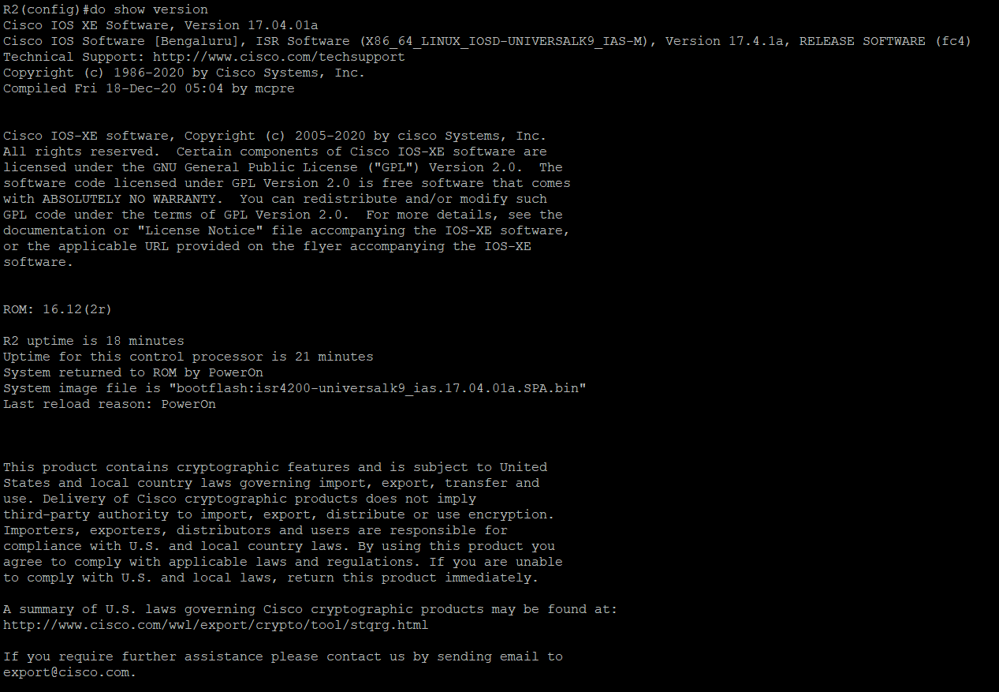 R2(config)#do show version
Cisco IOS XE Software, Version 17.04.01a
Cisco IOS Software [Bengaluru], ISR Software (X86_64_LINUX_IOSD-UNIVERSALK9_IAS-M), Version 17.4.1a, RELEASE SOFTWARE (fc4)
Technical Support: http://www.cisco.com/techsupport
Copyright (c) 1986-2020 by Cisco Systems, Inc.
Compiled Fri 18-Dec-20 05:04 by mcpre
Cisco IOS-XE software, Copyright (c) 2005-2020 by cisco Systems, Inc.
All rights reserved.  Certain components of Cisco IOS-XE software are
licensed under the GNU General Public License ("GPL") Version 2.0.  The
software code licensed under GPL Version 2.0 is free software that comes
with ABSOLUTELY NO WARRANTY.  You can redistribute and/or modify such
GPL code under the terms of GPL Version 2.0.  For more details, see the
documentation or "License Notice" file accompanying the IOS-XE software,
or the applicable URL provided on the flyer accompanying the IOS-XE
software.
ROM: 16.12(2r)
R2 uptime is 18 minutes
Uptime for this control processor is 21 minutes
System returned to ROM by PowerOn
System image file is "bootflash:isr4200-universalk9_ias.17.04.01a.SPA.bin"
Last reload reason: PowerOn
This product contains cryptographic features and is subject to United
States and local country laws governing import, export, transfer and
use. Delivery of Cisco cryptographic products does not imply
third-party authority to import, export, distribute or use encryption.
Importers, exporters, distributors and users are responsible for
compliance with U.S. and local country laws. By using this product you
agree to comply with applicable laws and regulations. If you are unable
to comply with U.S. and local laws, return this product immediately.
A summary of U.S. laws governing Cisco cryptographic products may be found at:
http://www.cisco.com/wwl/export/crypto/tool/stqrg.html
If you require further assistance please contact us by sending email to
export@cisco.com.